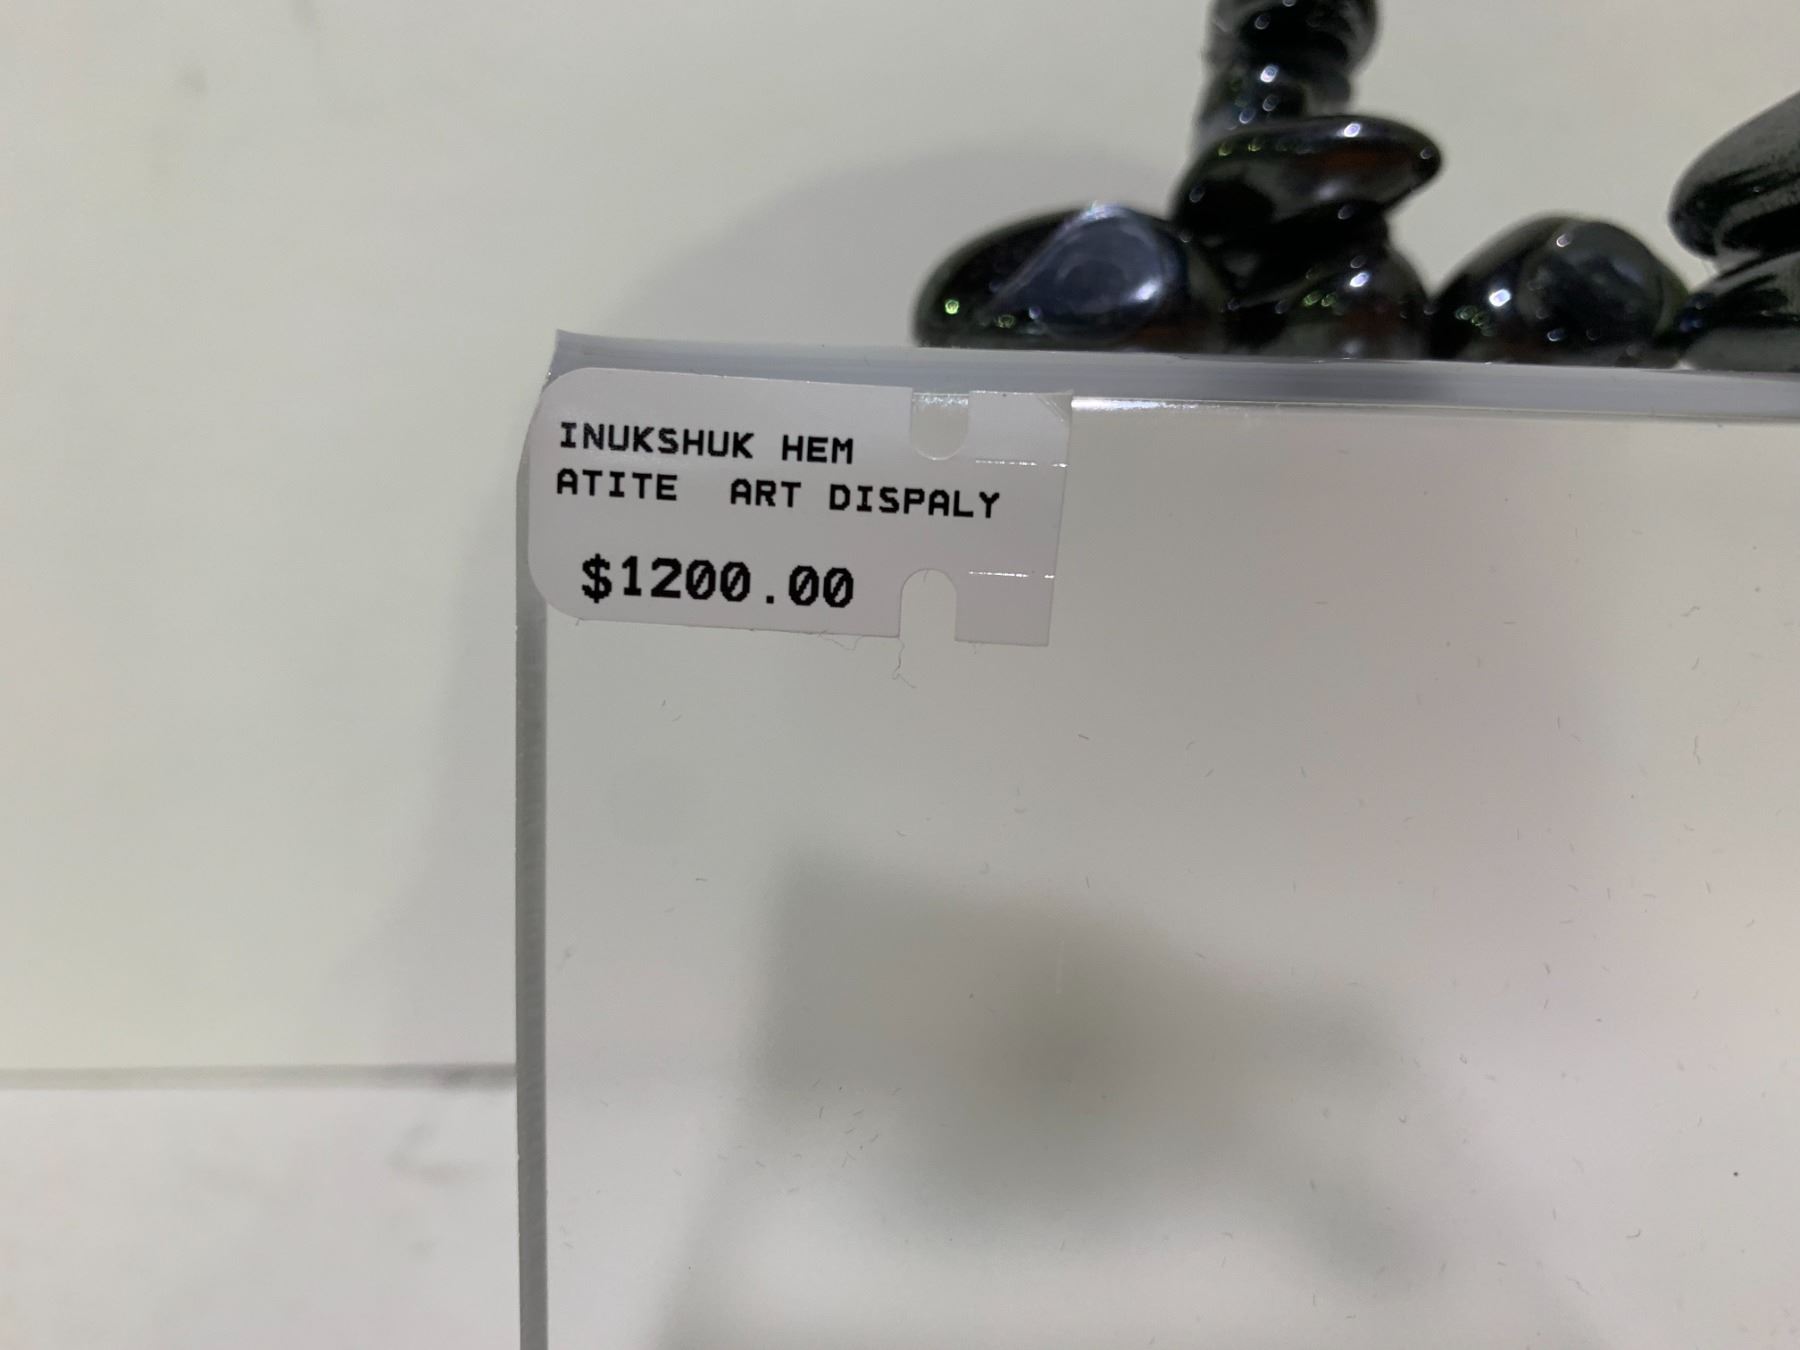 INUKSHUK HEM
ATITE ART DISPALY
$1200.00